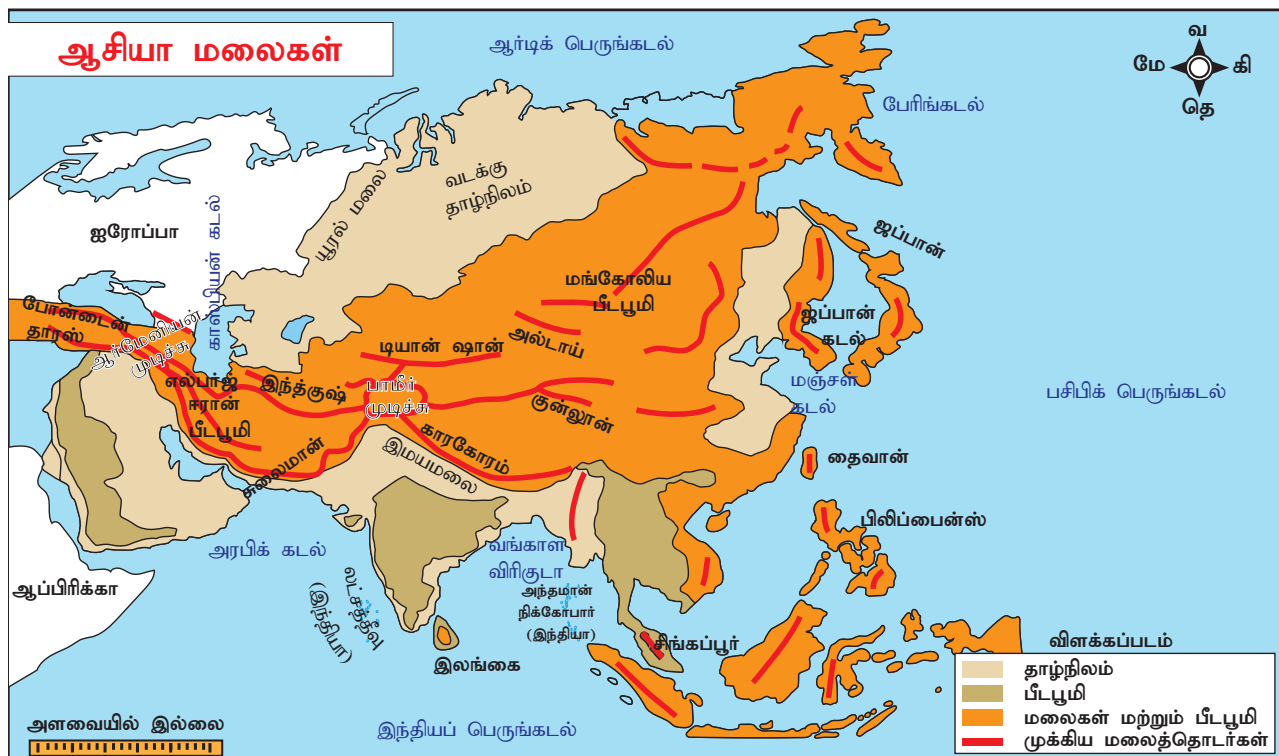 ஆசியா மலைகள்
ஆர்டிக் பெருங்கடல்
வ
மே
கி
தெ
பேரிங்கடல்
வடக்கு
தாழ்நிலம்
யூரல் மலை
ஐரோப்பா
காஸ்பியன் கடல்
ஜப்பான்
மங்கோலிய
பீடபூமி
போன்டைன்
தாரஸ்
ஆர்மேனியன்
முடிச்சு
ஜப்பான்
கடல்
அல்டாய்
டியான் ஷான்
எல்பர்ஜ்
ஈரான்
பீடபூமி
இந்த்குஷ்
பாமீர்
முடிச்சு
குன்லூன்
மஞ்சள்
கடல்
பசிபிக் பெருங்கடல்
காரகோரம்
இமயமலை
சுலைமான்
தைவான்
பிலிப்பைன்ஸ்
அரபிக் கடல்
வங்காள
விரிகுடா
ஆப்பிரிக்கா
லட்சத்தீவு
(இந்தியா)
அந்தமான்
நிக்கோபார்
(இந்தியா)
இலங்கை
சிங்கப்பூர்
இந்தியப் பெருங்கடல்
அளவையில் இல்லை
விளக்கப்படம்
தாழ்நிலம்
பீடபூமி
மலைகள் மற்றும் பீடபூமி
முக்கிய மலைத்தொடர்கள்